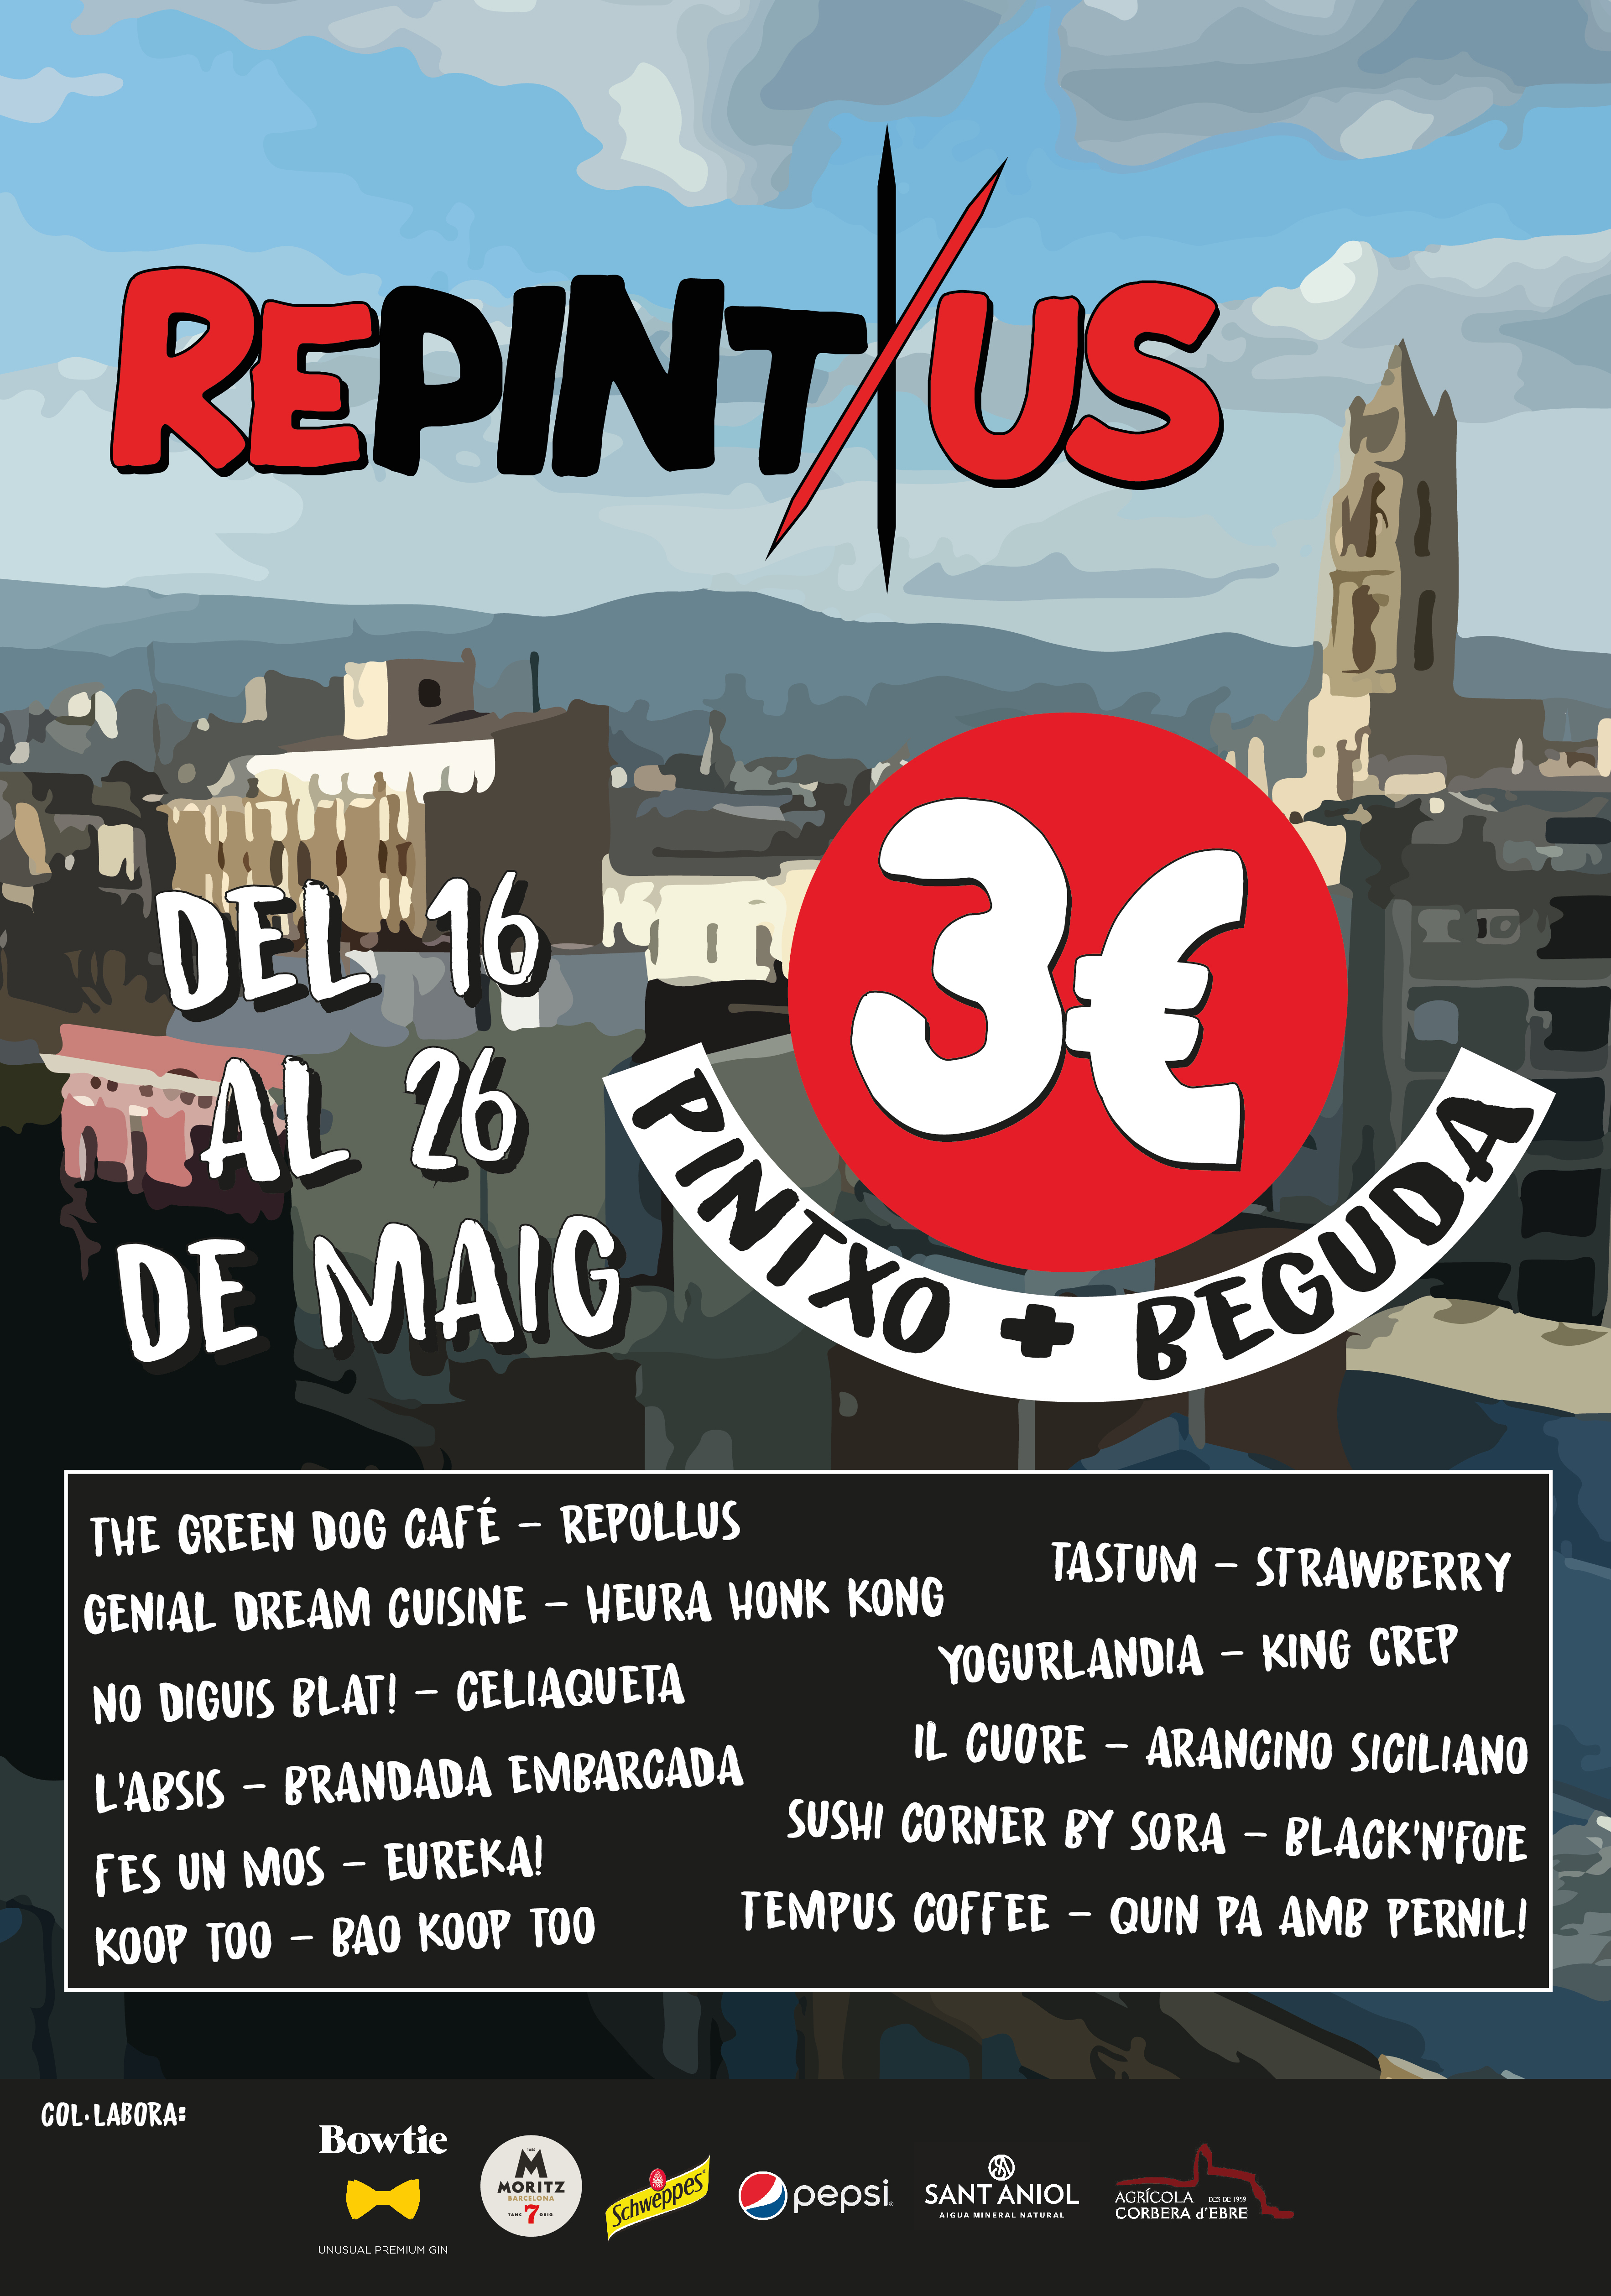 REPINTXUS
DEL 16
AL 26
DE MAIG
3€
PINTXO + BEGUDA
THE GREEN DOG CAFÉ – REPOLLUS
GENIAL DREAM CUISINE – HEURA HONK KONG
NO DIGUIS BLAT! – CELIAQUETA
L'ABSIS – BRANDADA EMBARCADA
FES UN MOS – EUREKA!
KOOP TOO – BAO KOOP TOO
TASTUM – STRAWBERRY
YOGURLANDIA – KING CREP
IL CUORE – ARANCINO SICILIANO
SUSHI CORNER BY SORA – BLACK'N'FOIE
TEMPUS COFFEE – QUIN PA AMB PERNIL!
COL·LABORA:
Bowtie
UNUSUAL PREMIUM GIN
M
MORITZ
BARCELONA
7
Schweppes
pepsi
SANT ANIOL
AIGUA MINERAL NATURAL
AGRÍCOLA DES DE 1959
CORBERA d'EBRE